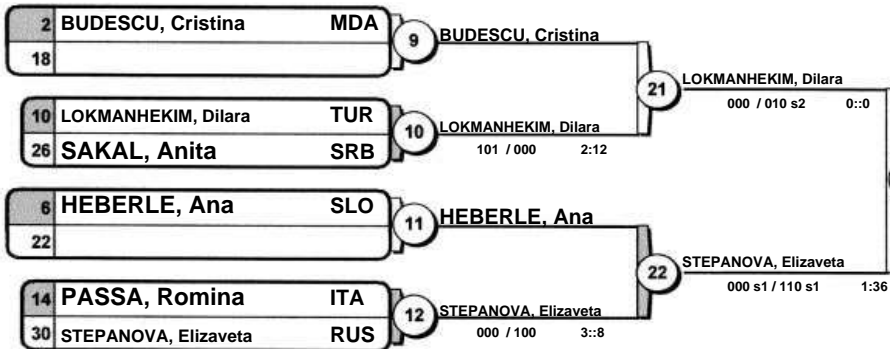 2 BUDESCU, Cristina MDA
18
9
BUDESCU, Cristina
10 LOKMANHEKIM, Dilara TUR
26 SAKAL, Anita SRB
10
LOKMANHEKIM, Dilara
101 / 000 2:12
21
LOKMANHEKIM, Dilara
000 / 010 s2 0::0
6 HEBERLE, Ana SLO
22
11
HEBERLE, Ana
14 PASSA, Romina ITA
30 STEPANOVA, Elizaveta RUS
12
STEPANOVA, Elizaveta
000 / 100 3::8
22
STEPANOVA, Elizaveta
000 s1 / 110 s1 1:36